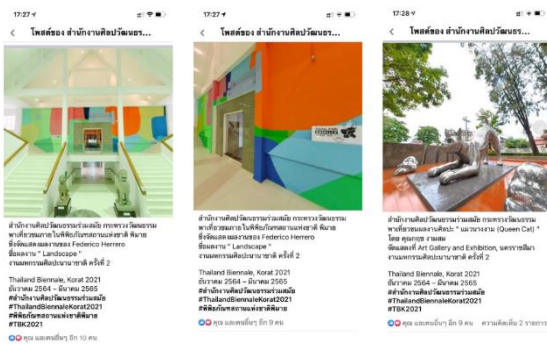 17:27
โพสต์ของ สำนักงานศิลปวัฒนธร...
สำนักงานศิลปวัฒนธรรมร่วมสมัย กระทรวงวัฒนธรรม
พาเที่ยวชมภายในพิพิธภัณฑสถานแห่งชาติ พิมาย
ซึ่งจัดแสดงผลงานของ Federico Herrero
ชื่อผลงาน " Landscape "
งานมหกรรมศิลปะนานาชาติ ครั้งที่ 2
Thailand Biennale, Korat 2021
ธันวาคม 2564 – มีนาคม 2565
#สำนักงานศิลปวัฒนธรรมร่วมสมัย
#ThailandBiennaleKorat2021
#พิพิธภัณฑสถานแห่งชาติพิมาย
#TBK2021
คุณ และคนอื่นๆ อีก 10 คน
17:27
โพสต์ของ สำนักงานศิลปวัฒนธร...
สำนักงานศิลปวัฒนธรรมร่วมสมัย กระทรวงวัฒนธรรม
พาเที่ยวชมภายในพิพิธภัณฑสถานแห่งชาติ พิมาย
ซึ่งจัดแสดงผลงานของ Federico Herrero
ชื่อผลงาน " Landscape "
งานมหกรรมศิลปะนานาชาติ ครั้งที่ 2
Thailand Biennale, Korat 2021
ธันวาคม 2564 – มีนาคม 2565
#สำนักงานศิลปวัฒนธรรมร่วมสมัย
#ThailandBiennaleKorat2021
#พิพิธภัณฑสถานแห่งชาติพิมาย
#TBK2021
คุณ และคนอื่นๆ อีก 9 คน
17:28
โพสต์ของ สำนักงานศิลปวัฒนธร...
สำนักงานศิลปวัฒนธรรมร่วมสมัย กระทรวงวัฒนธรรม
พาเที่ยวชมผลงานศิลปะ " แมวนางงาม (Queen Cat) "
โดย คุณกฤช งามสม
จัดแสดงที่ Art Gallery and Exhibition, นครราชสีมา
งานมหกรรมศิลปะนานาชาติ ครั้งที่ 2
Thailand Biennale, Korat 2021
ธันวาคม 2564 – มีนาคม 2565
#สำนักงานศิลปวัฒนธรรมร่วมสมัย
#ThailandBiennaleKorat2021
#TBK2021
คุณ และคนอื่นๆ อีก 9 คน ความคิดเห็น 2 รายการ